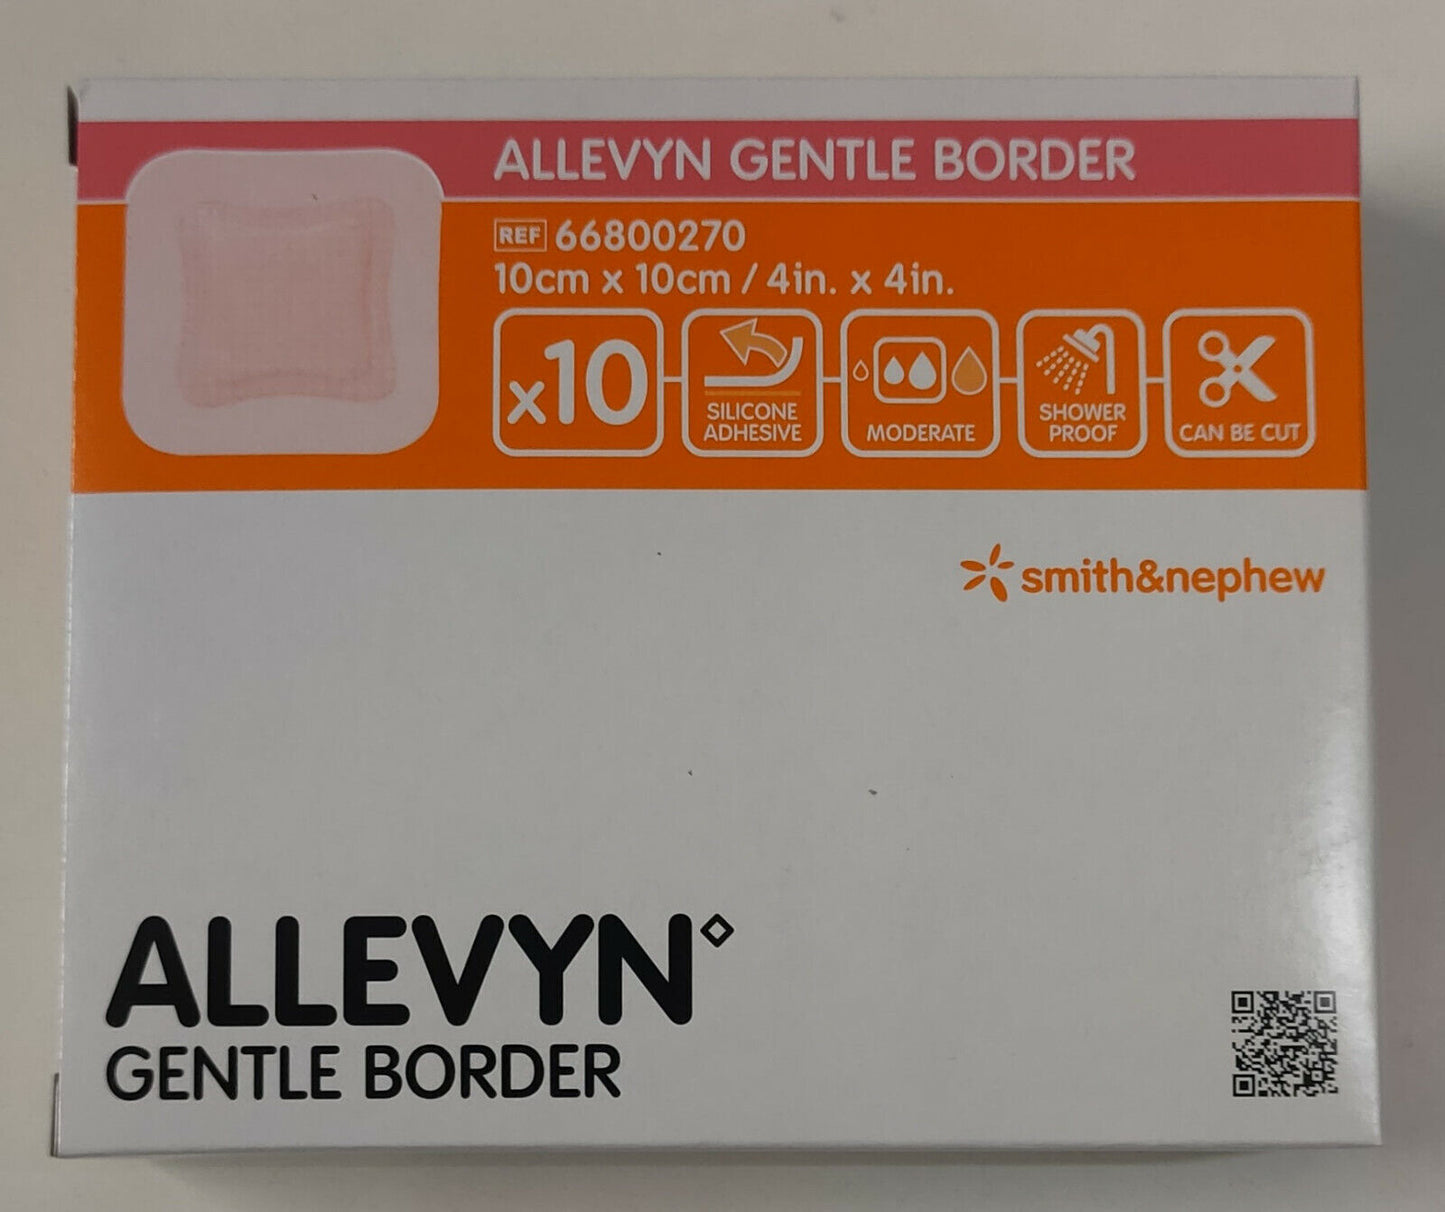 ALLEVYN GENTLE BORDER
REF 66800270
10cm x 10cm / 4in. x 4in.
x10
SILICONE
ADHESIVE
MODERATE
SHOWER
PROOF
CAN BE CUT
smith&nephew
ALLEVYN◊
GENTLE BORDER